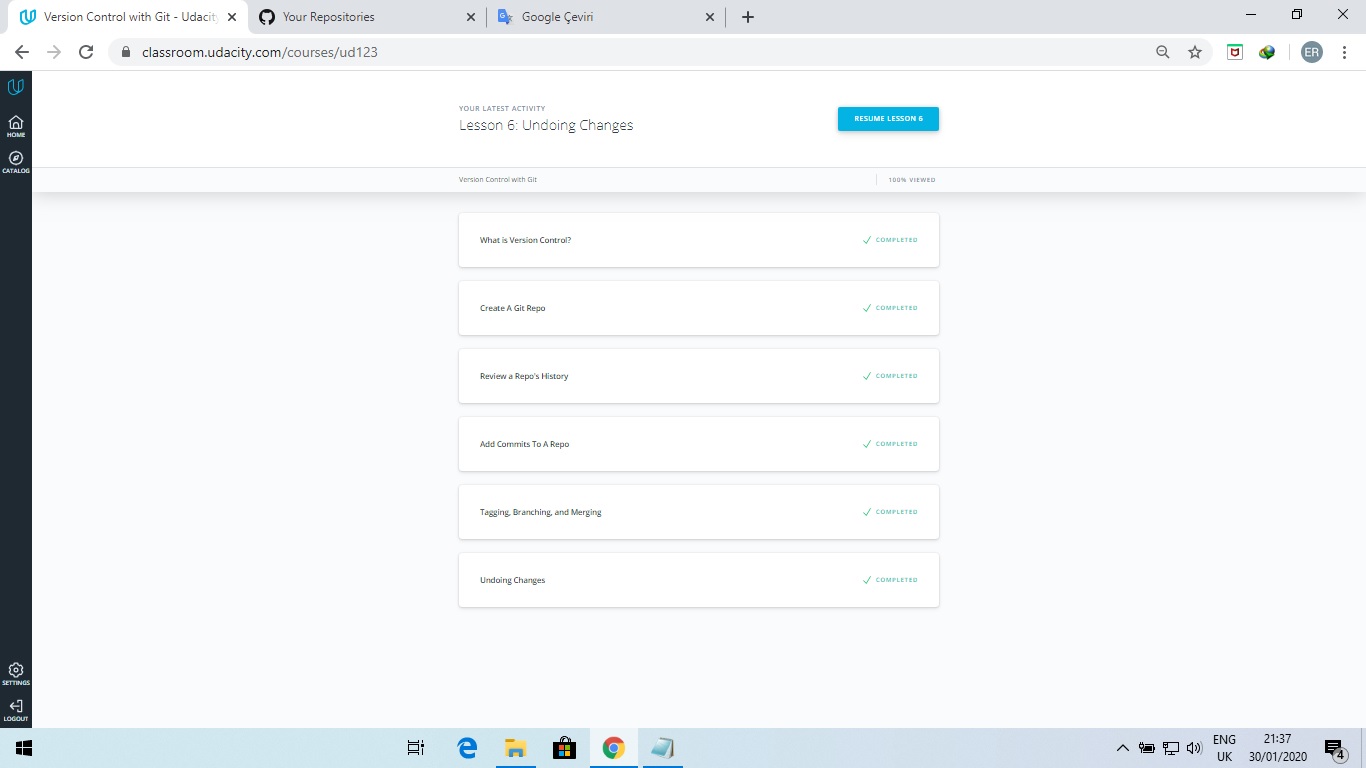 Version Control with Git - Udacity
Your Repositories
Google Çeviri
classroom.udacity.com/courses/ud123
ER
HOME
CATALOG
YOUR LATEST ACTIVITY
Lesson 6: Undoing Changes
RESUME LESSON 6
Version Control with Git
100% VIEWED
What is Version Control?
COMPLETED
Create A Git Repo
COMPLETED
Review a Repo's History
COMPLETED
Add Commits To A Repo
COMPLETED
Tagging, Branching, and Merging
COMPLETED
Undoing Changes
COMPLETED
SETTINGS
LOGOUT
ENG
UK
21:37
30/01/2020
4